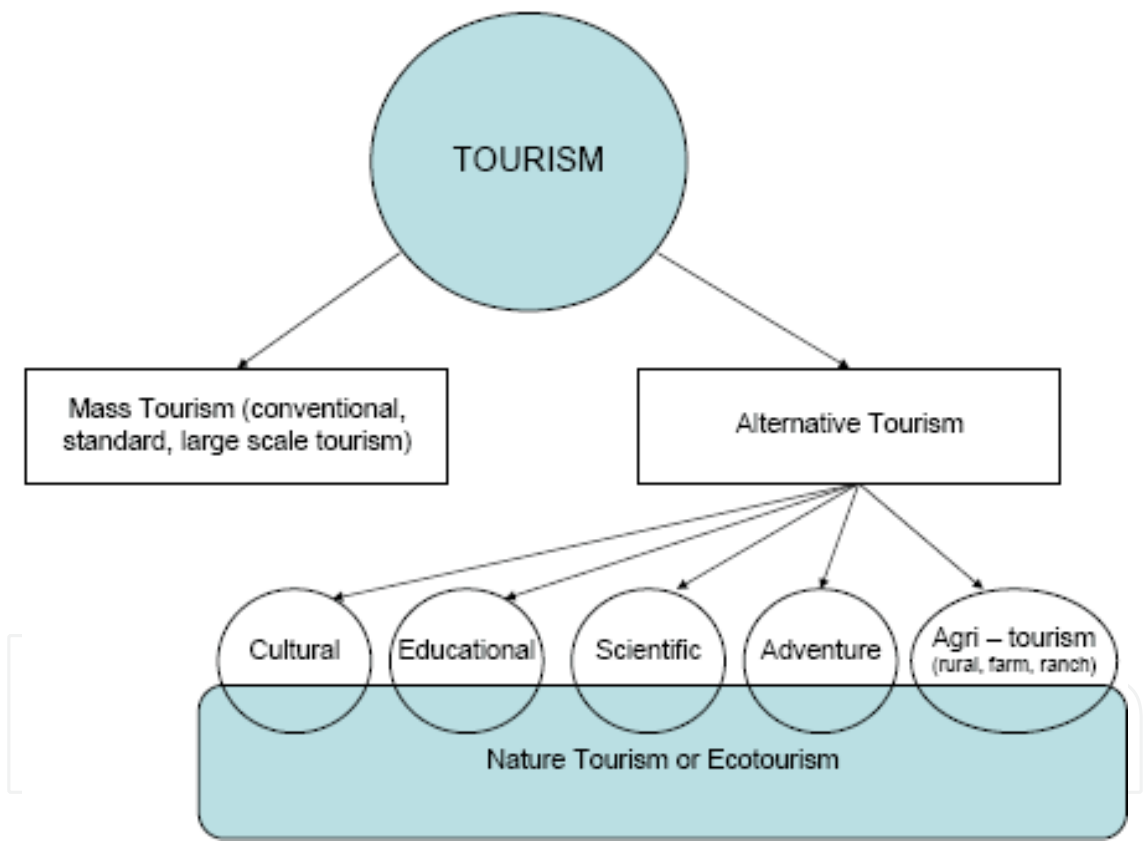 TOURISM
Mass Tourism (conventional,
standard, large scale tourism)
Alternative Tourism
Cultural
Educational
Scientific
Adventure
Agri – tourism
(rural, farm, ranch)
Nature Tourism or Ecotourism